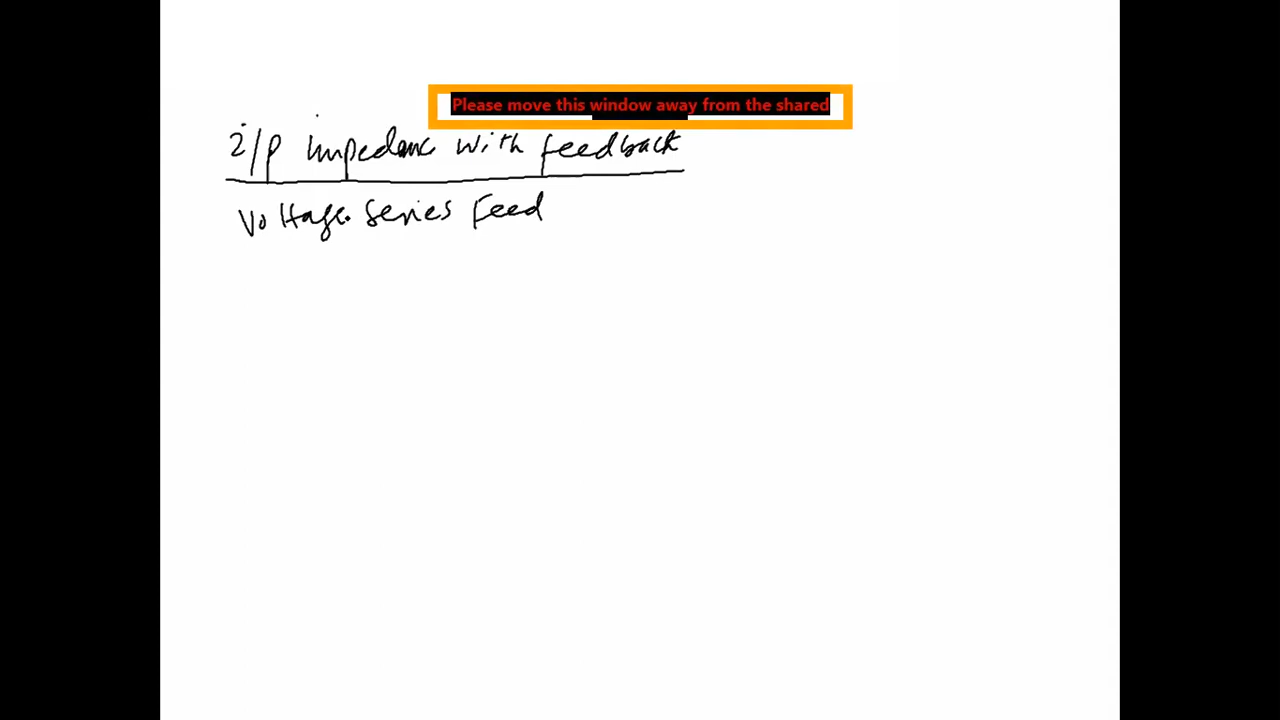 Please move this window away from the shared
i/p impedance with feedback
Voltage series Feed